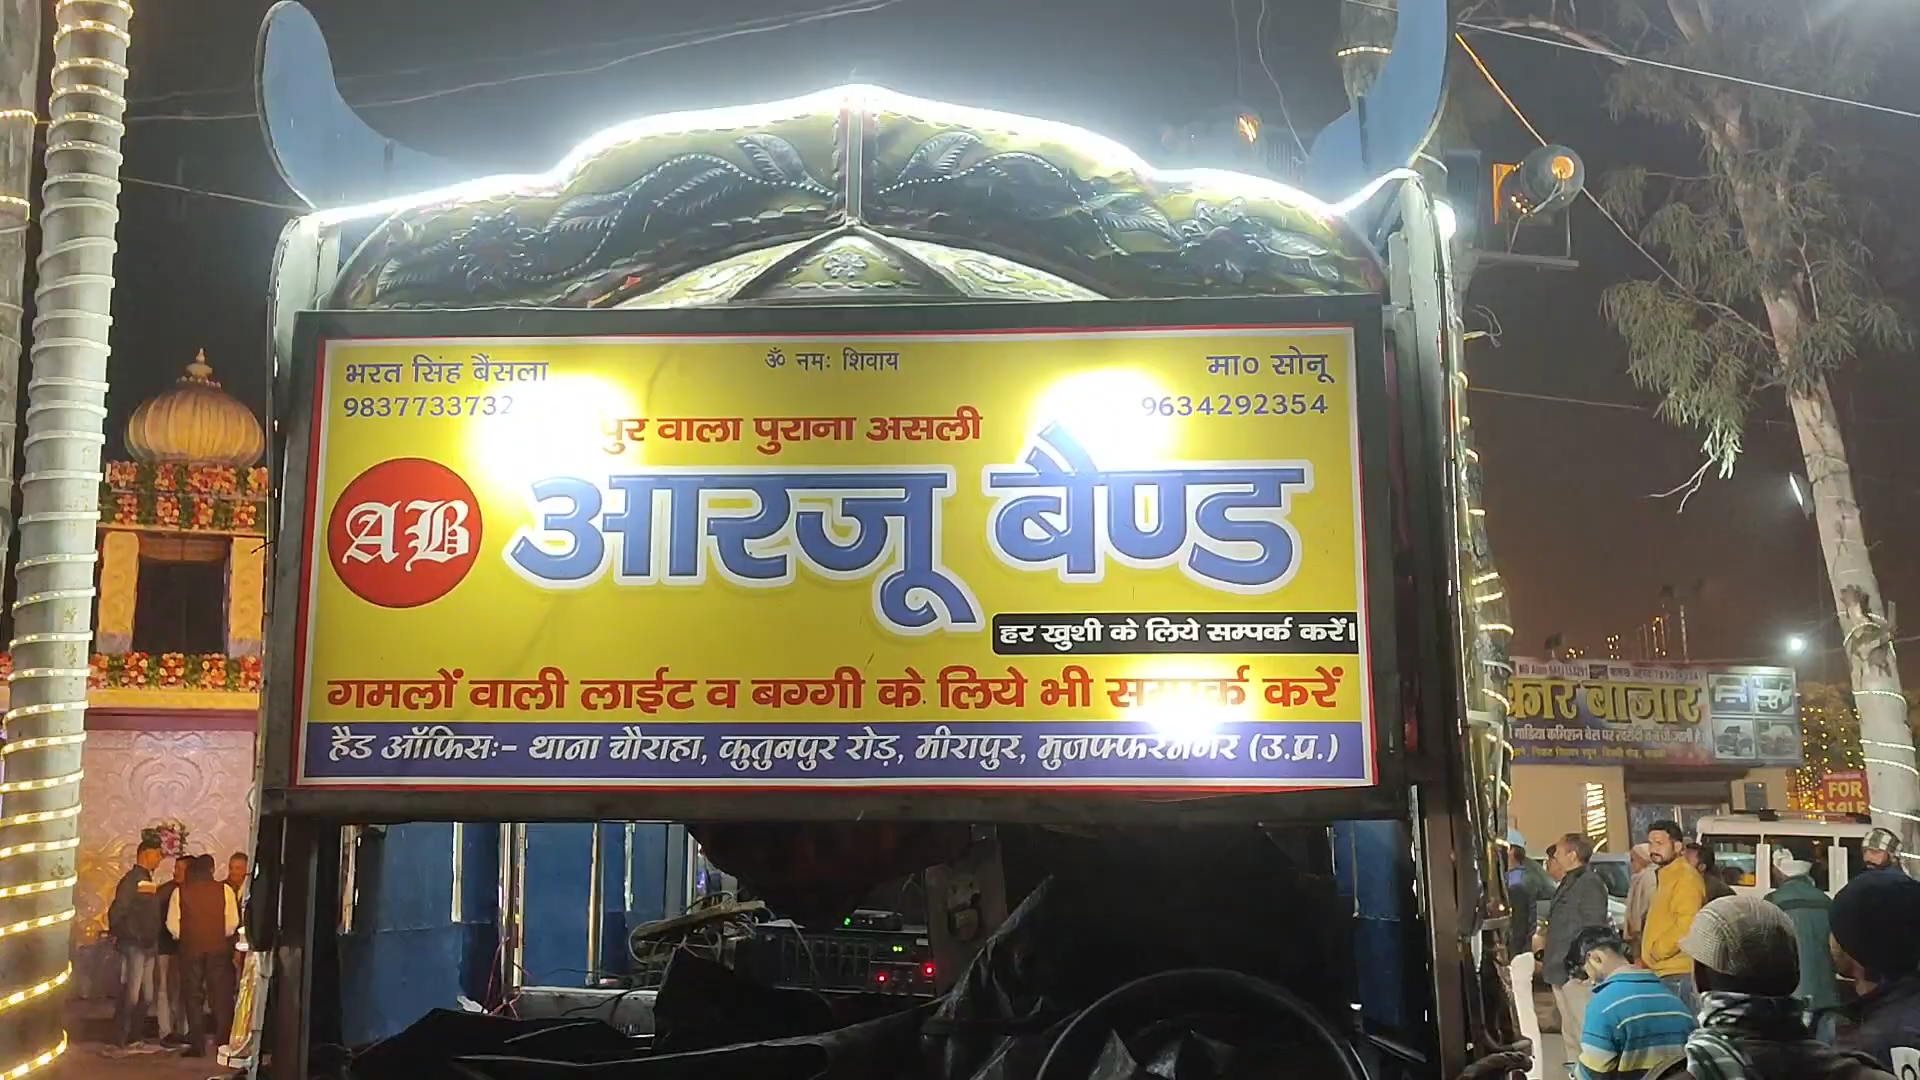 भरत सिंह बैंसला
9837733732
ॐ नमः शिवाय
मा० सोनू
9634292354
पुर वाला पुराना असली
AB
आरजू बैण्ड
हर खुशी के लिये सम्पर्क करें।
गमलों वाली लाईट व बग्गी के लिये भी सम्पर्क करें
हैड ऑफिसः- थाना चौराहा, कुतुबपुर रोड़, मीरापुर, मुजफ्फरनगर (उ.प्र.)
कार बाजार
FOR
SALE